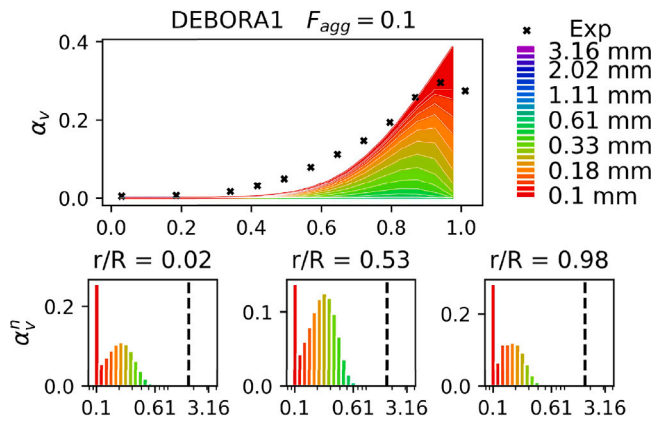 DEBORA1 F_agg = 0.1
Exp
3.16 mm
2.02 mm
1.11 mm
0.61 mm
0.33 mm
0.18 mm
0.1 mm
α_v
0.4
0.2
0.0
0.0 0.2 0.4 0.6 0.8 1.0
r/R = 0.02 r/R = 0.53 r/R = 0.98
α_v^n
0.2 0.1 0.2
0.0 0.0 0.0
0.1 0.61 3.16 0.1 0.61 3.16 0.1 0.61 3.16